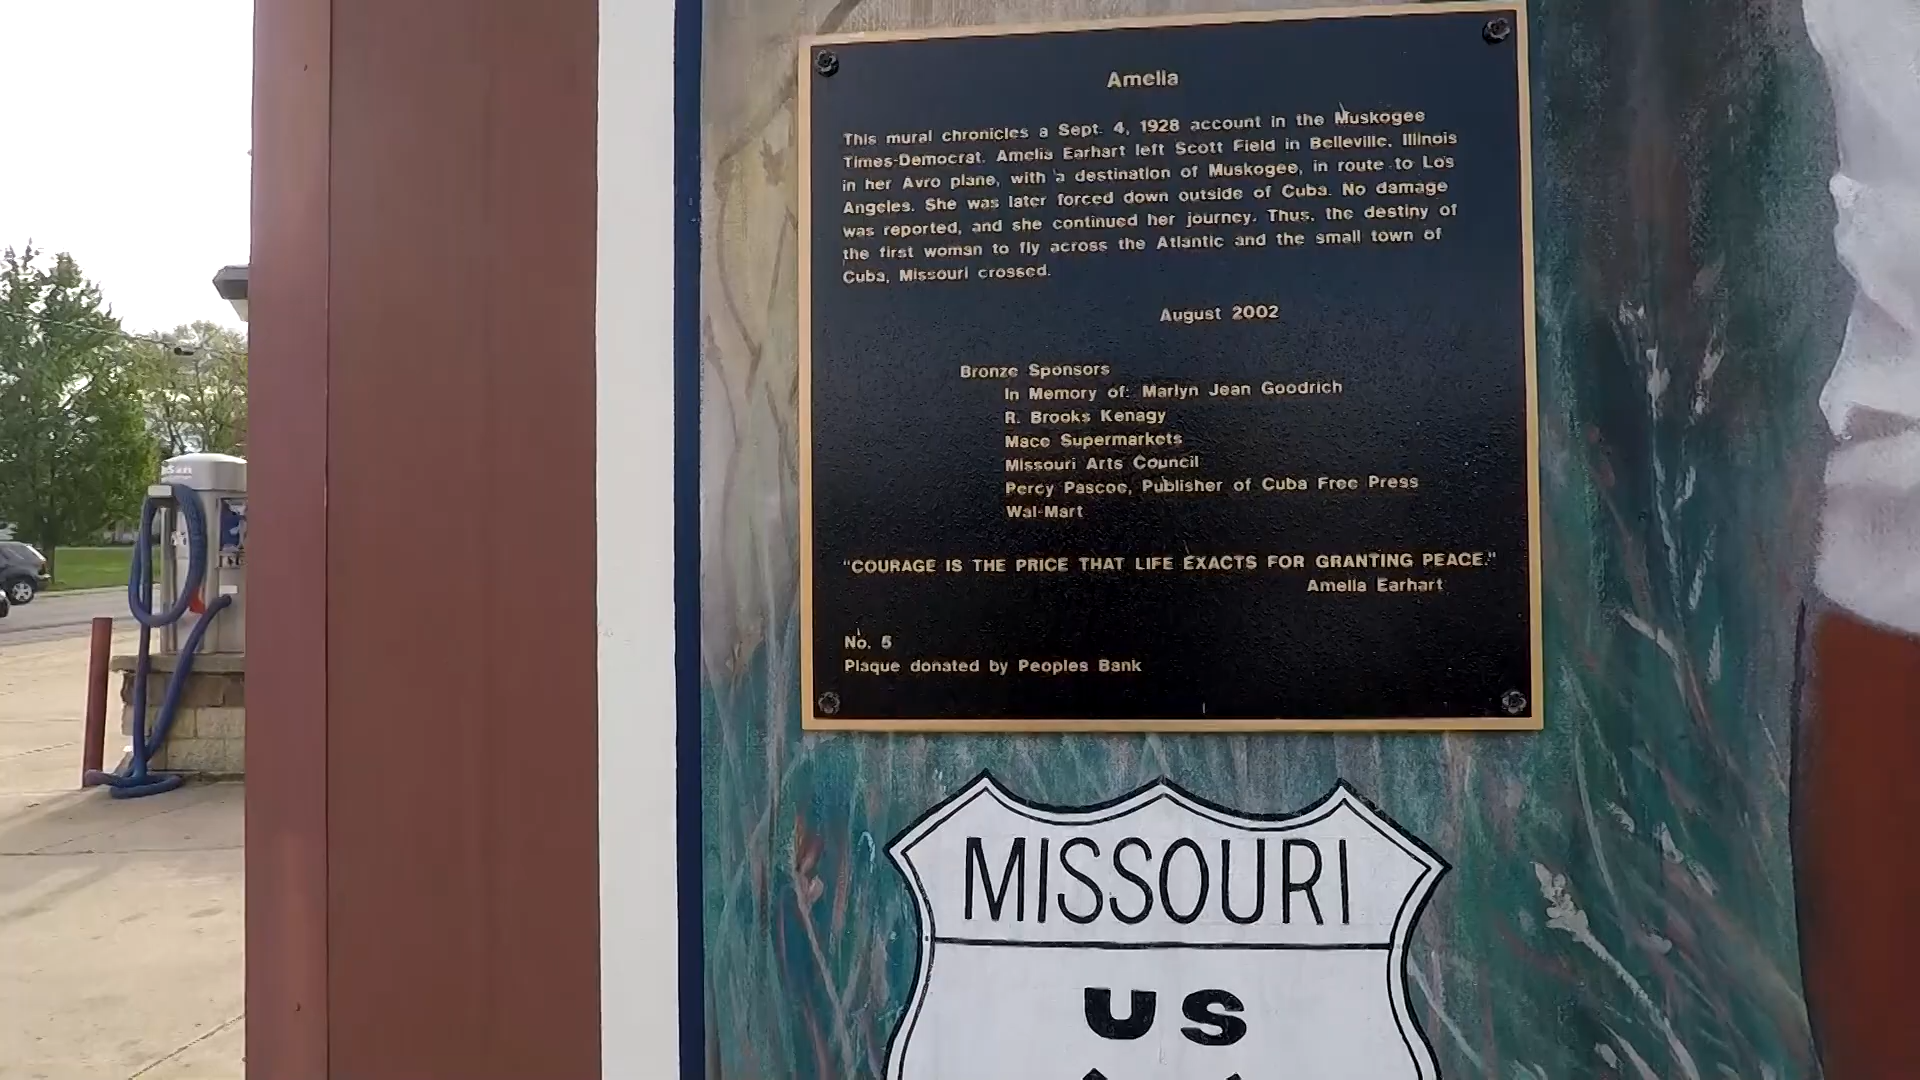 Amelia
This mural chronicles a Sept. 4, 1928 account in the Muskogee
Times-Democrat. Amelia Earhart left Scott Field in Belleville, Illinois
in her Avro plane, with a destination of Muskogee, in route to Los
Angeles. She was later forced down outside of Cuba. No damage
was reported, and she continued her journey. Thus, the destiny of
the first woman to fly across the Atlantic and the small town of
Cuba, Missouri crossed.
August 2002
Bronze Sponsors
In Memory of: Marlyn Jean Goodrich
R. Brooks Kenagy
Mace Supermarkets
Missouri Arts Council
Percy Pascoe, Publisher of Cuba Free Press
Wal-Mart
"COURAGE IS THE PRICE THAT LIFE EXACTS FOR GRANTING PEACE."
Amelia Earhart
No. 5
Plaque donated by Peoples Bank
MISSOURI
US